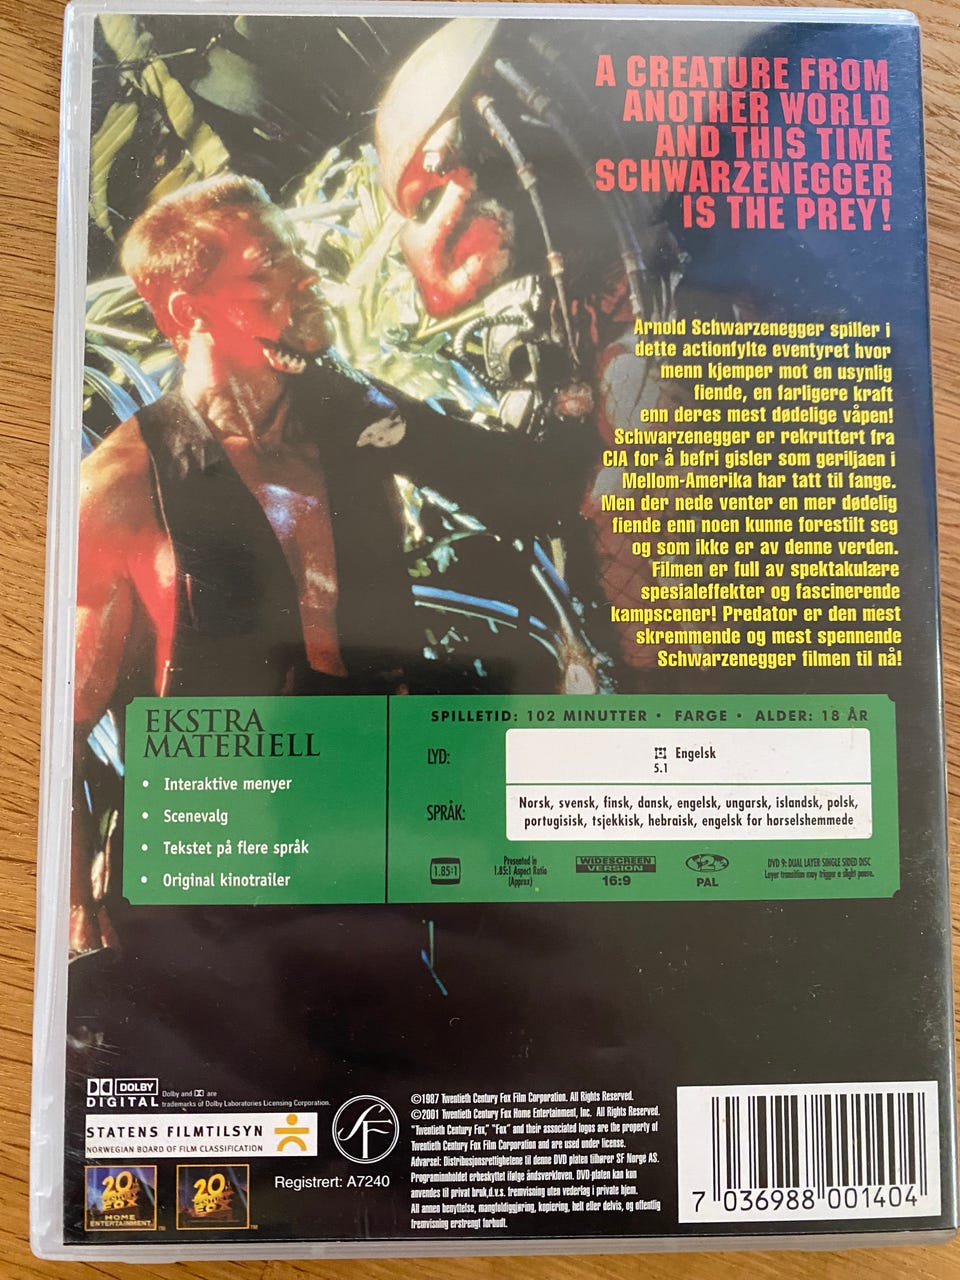 A CREATURE FROM
ANOTHER WORLD
AND THIS TIME
SCHWARZENEGGER
IS THE PREY!
Arnold Schwarzenegger spiller i
dette actionfylte eventyret hvor
menn kjemper mot en usynlig
fiende, en farligere kraft
enn deres mest dødelige våpen!
Schwarzenegger er rekruttert fra
CIA for å befri gisler som geriljaen i
Mellom-Amerika har tatt til fange.
Men der nede venter en mer dødelig
fiende enn noen kunne forestilt seg
og som ikke er av denne verden.
Filmen er full av spektakulære
spesialeffekter og fascinerende
kampscener! Predator er den mest
skremmende og mest spennende
Schwarzenegger filmen til nå!
EKSTRA
MATERIELL
• Interaktive menyer
• Scenevalg
• Tekstet på flere språk
• Original kinotrailer
SPILLETID: 102 MINUTTER • FARGE • ALDER: 18 ÅR
LYD:
Engelsk
5.1
SPRÅK:
Norsk, svensk, finsk, dansk, engelsk, ungarsk, islandsk, polsk,
portugisisk, tsjekkisk, hebraisk, engelsk for hørselshemmede
1.85:1
Presented in
1.85:1 Aspect Ratio
(Approx)
WIDESCREEN
VERSION
16:9
2
PAL
DVD 9: DUAL LAYER SINGLE SIDED DISC
Layer transition may trigger a slight pause.
DOLBY
DIGITAL
Dolby and DD are
trademarks of Dolby Laboratories Licensing Corporation.
STATENS FILMTILSYN
NORWEGIAN BOARD OF FILM CLASSIFICATION
SF
20th
CENTURY
FOX
HOME
ENTERTAINMENT
TM
20th
CENTURY
FOX
TM
Registrert: A7240
©1987 Twentieth Century Fox Film Corporation. All Rights Reserved.
©2001 Twentieth Century Fox Home Entertainment, Inc. All Rights Reserved.
"Twentieth Century Fox," "Fox" and their associated logos are the property of
Twentieth Century Fox Film Corporation and are used under license.
Advarsel: Distribusjonsrettighetene til denne DVD platen tilhører SF Norge AS.
Programinnholdet erbeskyttet ifølge åndsverkloven. DVD-platen kan kun
anvendes til privat bruk,d.v.s. fremvisning uten vederlag i private hjem.
All annen benyttelse, mangfoldiggjøring, kopiering, helt eller delvis, og offentlig
fremvisning erstrengt forbudt.
7 036988 001404